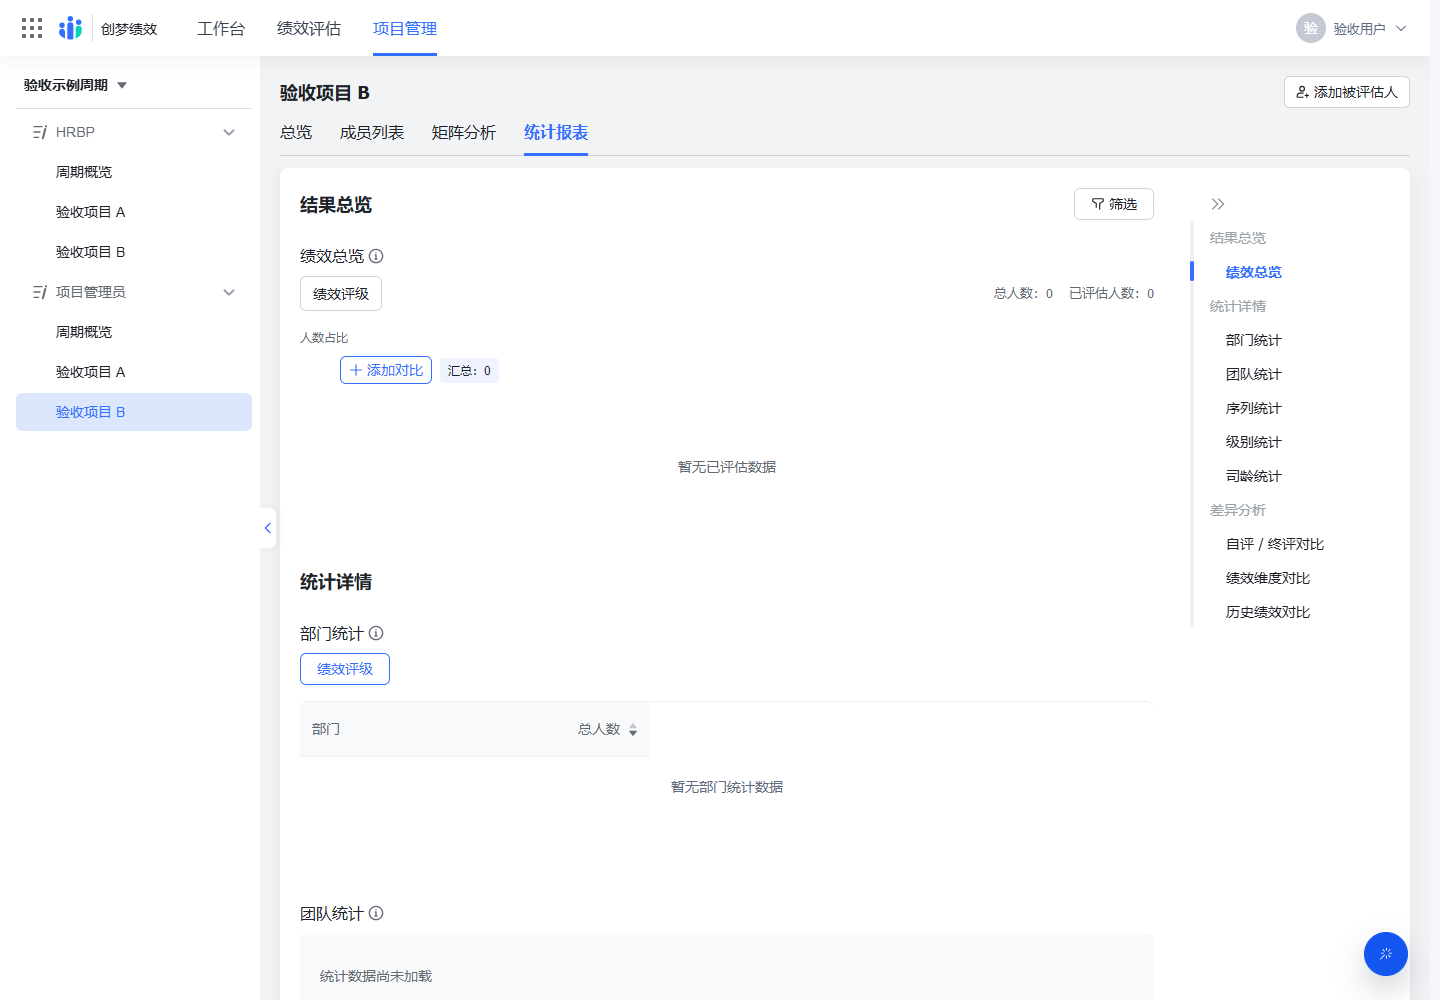 创梦绩效
工作台
绩效评估
项目管理
验
验收用户
验收示例周期
HRBP
周期概览
验收项目 A
验收项目 B
项目管理员
周期概览
验收项目 A
验收项目 B
验收项目 B
添加被评估人
总览
成员列表
矩阵分析
统计报表
结果总览
筛选
绩效总览
绩效评级
总人数：0
已评估人数：0
人数占比
添加对比
汇总：0
暂无已评估数据
统计详情
部门统计
绩效评级
部门
总人数
暂无部门统计数据
团队统计
统计数据尚未加载
结果总览
绩效总览
统计详情
部门统计
团队统计
序列统计
级别统计
司龄统计
差异分析
自评 / 终评对比
绩效维度对比
历史绩效对比